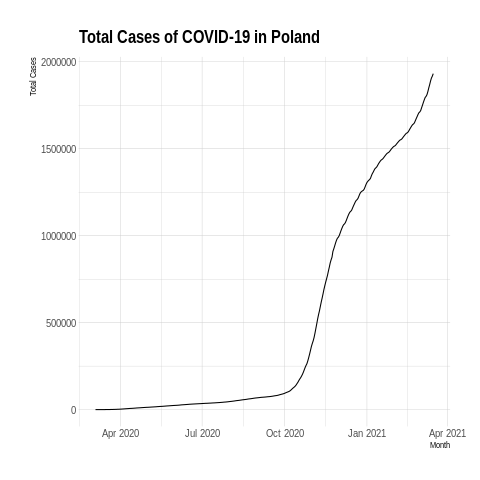 Total Cases of COVID-19 in Poland
Total Cases
2000000
1500000
1000000
500000
0
Apr 2020 Jul 2020 Oct 2020 Jan 2021 Apr 2021
Month